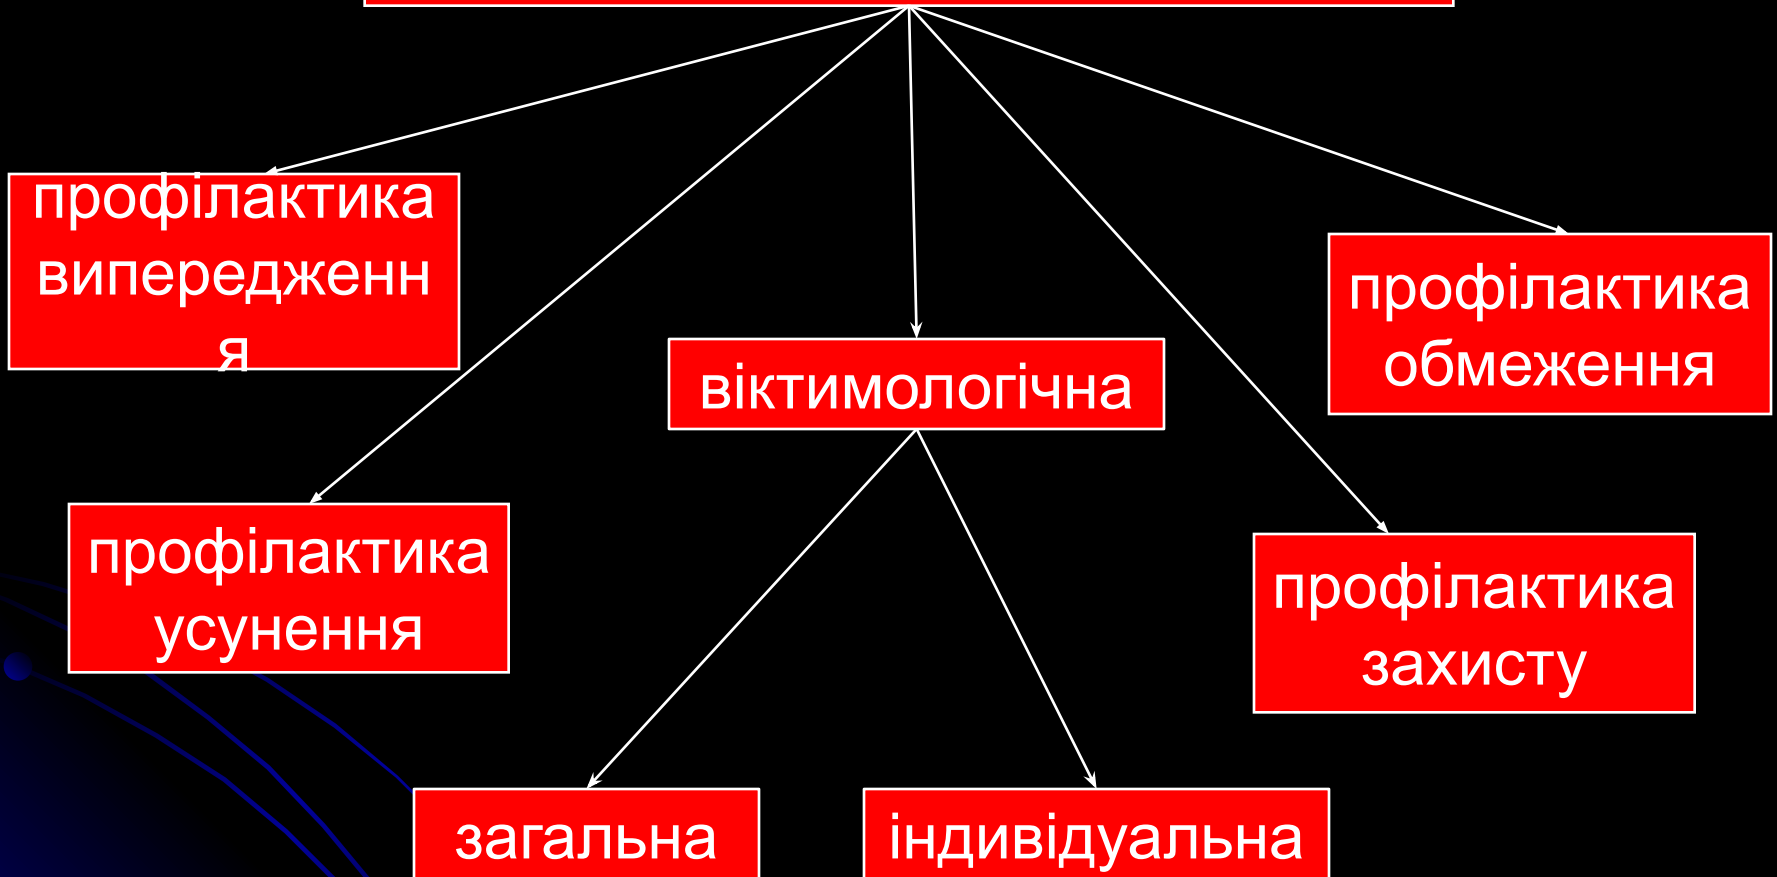 профілактика
випередженн
я
профілактика
обмеження
віктимологічна
профілактика
усунення
профілактика
захисту
загальна
індивідуальна